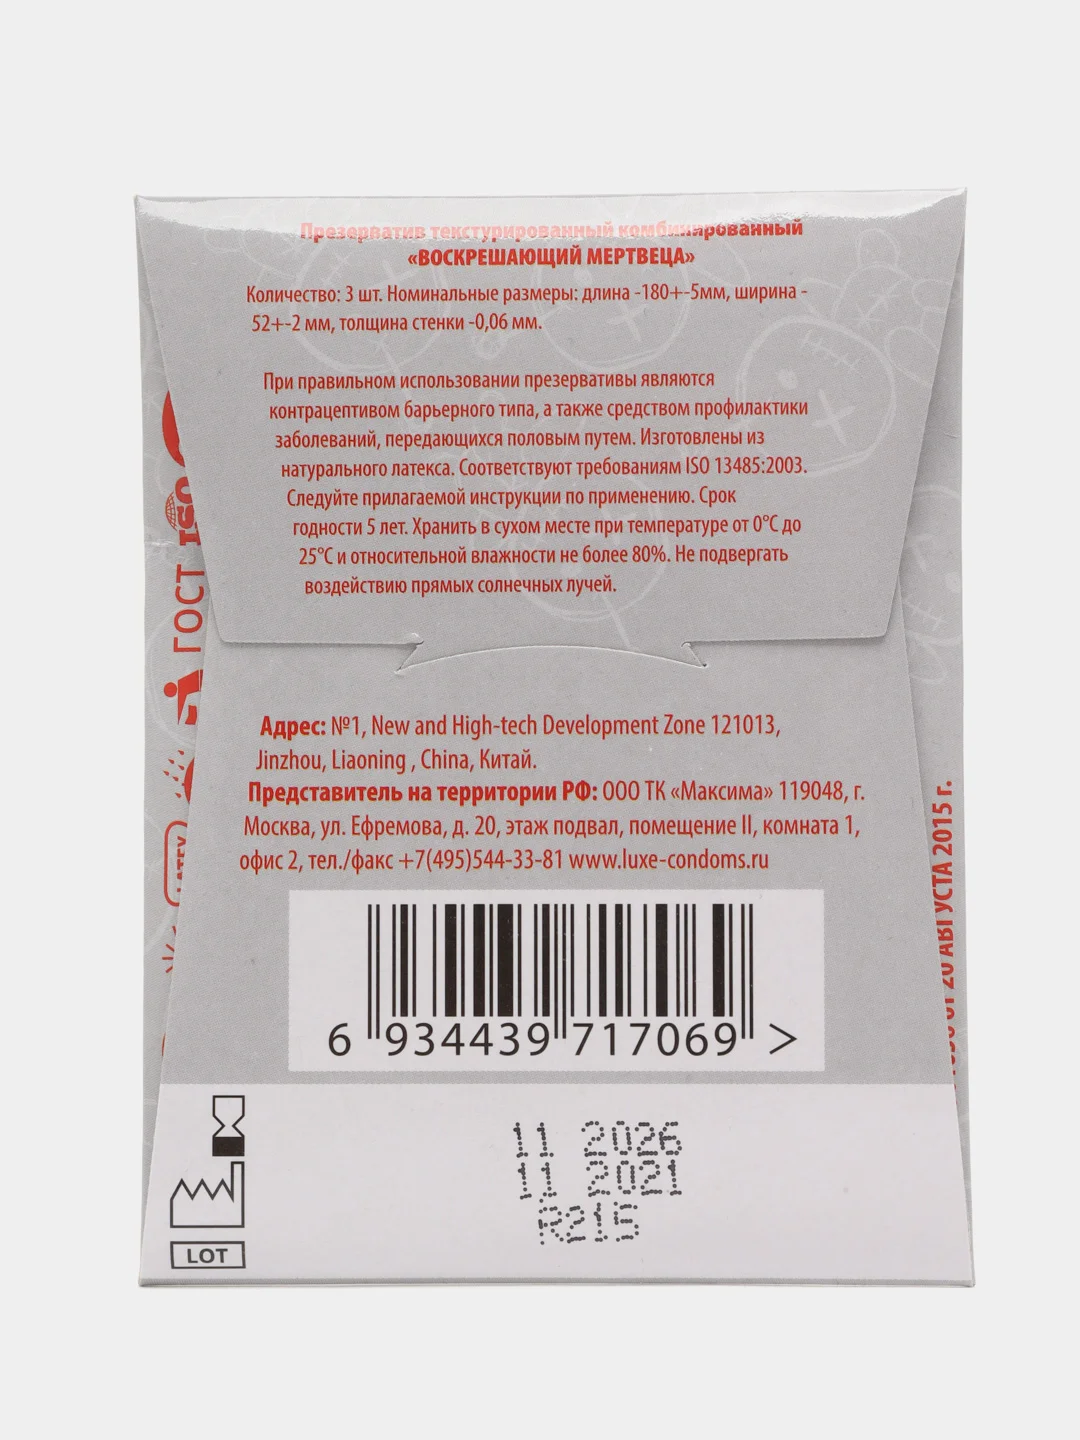 Презерватив текстурированный комбинированный
«ВОСКРЕШАЮЩИЙ МЕРТВЕЦА»
Количество: 3 шт. Номинальные размеры: длина -180+-5мм, ширина -
52+-2 мм, толщина стенки -0,06 мм.
При правильном использовании презервативы являются
контрацептивом барьерного типа, а также средством профилактики
заболеваний, передающихся половым путем. Изготовлены из
натурального латекса. Соответствуют требованиям ISO 13485:2003.
Следуйте прилагаемой инструкции по применению. Срок
годности 5 лет. Хранить в сухом месте при температуре от 0°С до
25°С и относительной влажности не более 80%. Не подвергать
воздействию прямых солнечных лучей.
ISO
ГОСТ
LATEX
Адрес: №1, New and High-tech Development Zone 121013,
Jinzhou, Liaoning , China, Китай.
Представитель на территории РФ: ООО ТК «Максима» 119048, г.
Москва, ул. Ефремова, д. 20, этаж подвал, помещение II, комната 1,
офис 2, тел./факс +7(495)544-33-81 www.luxe-condoms.ru
от 20 АВГУСТА 2015 г.
6 934439 717069 >
11 2026
11 2021
R215
LOT